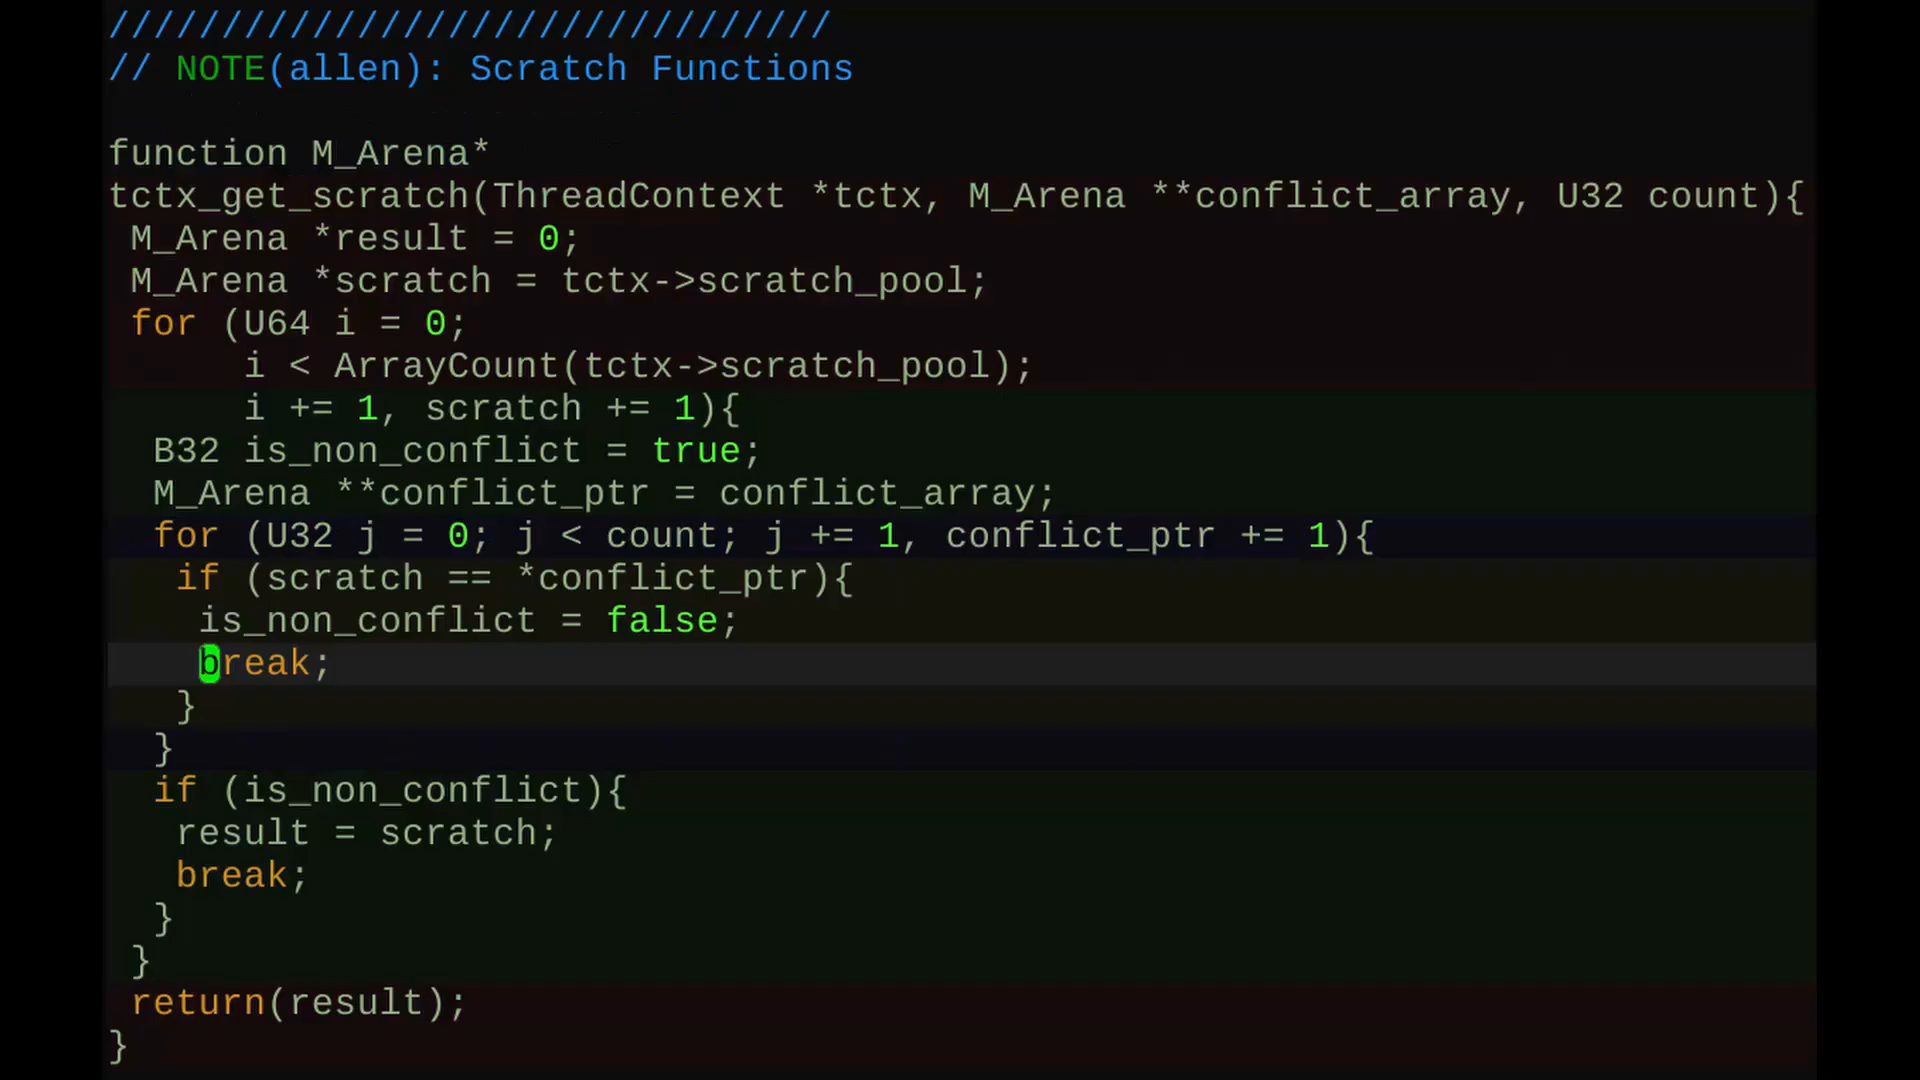 ////////////////////////////////
// NOTE(allen): Scratch Functions
function M_Arena*
tctx_get_scratch(ThreadContext *tctx, M_Arena **conflict_array, U32 count){
M_Arena *result = 0;
M_Arena *scratch = tctx->scratch_pool;
for (U64 i = 0;
i < ArrayCount(tctx->scratch_pool);
i += 1, scratch += 1){
B32 is_non_conflict = true;
M_Arena **conflict_ptr = conflict_array;
for (U32 j = 0; j < count; j += 1, conflict_ptr += 1){
if (scratch == *conflict_ptr){
is_non_conflict = false;
break;
}
}
if (is_non_conflict){
result = scratch;
break;
}
}
return(result);
}